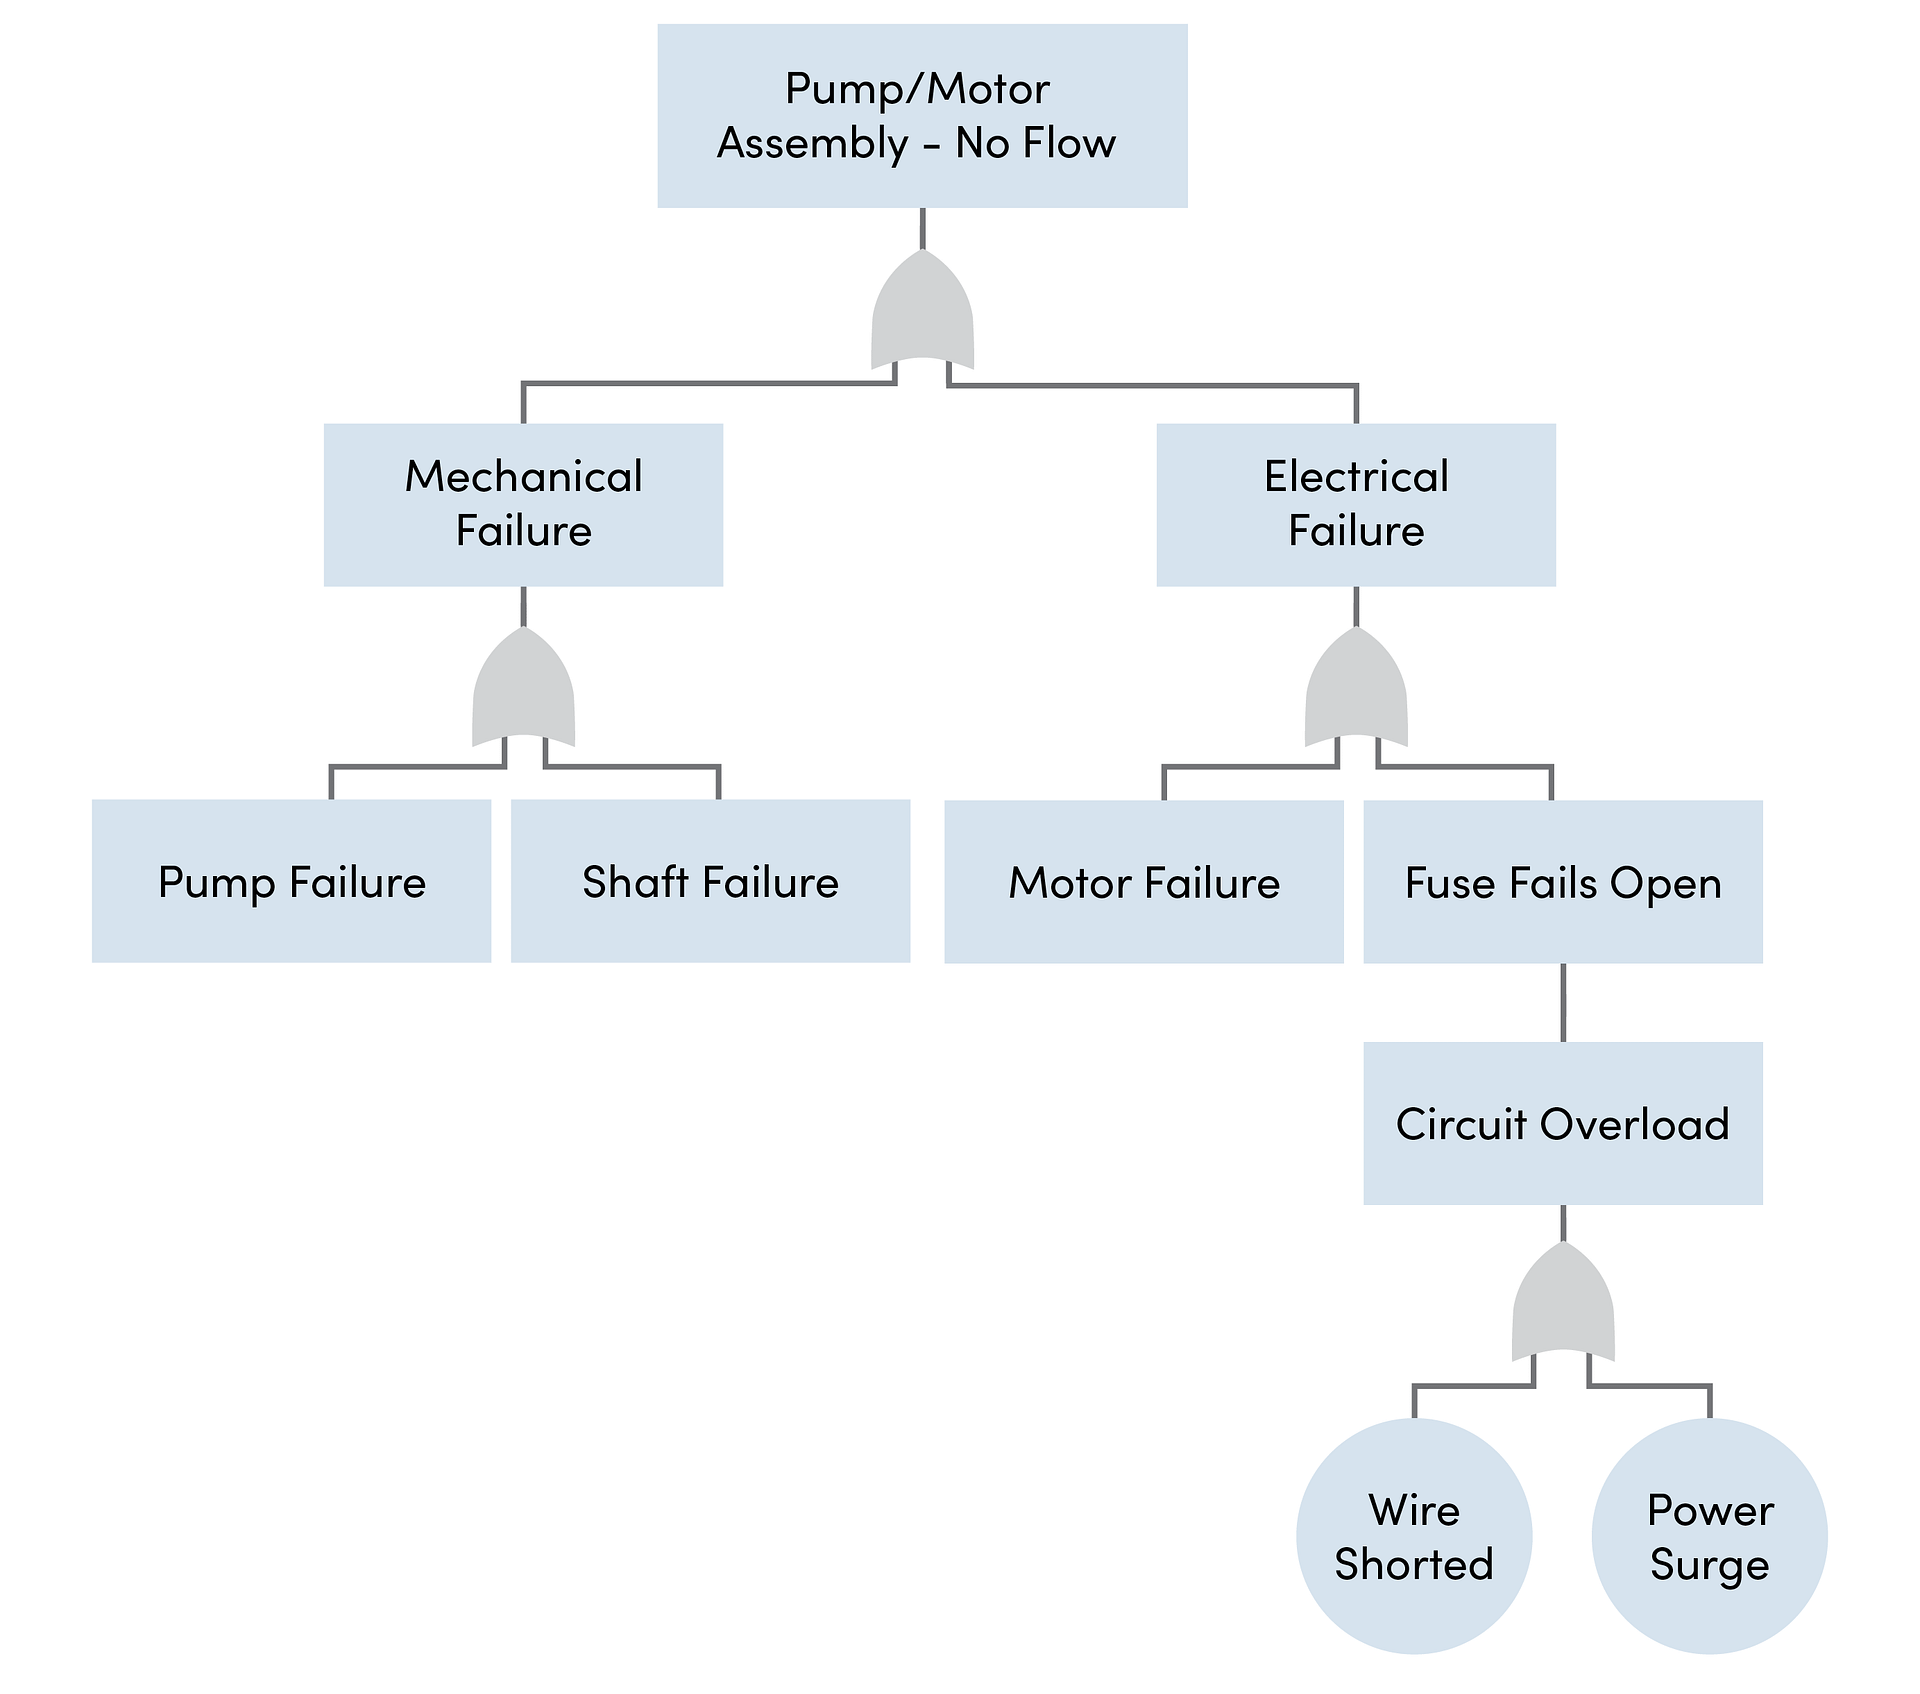 Pump/Motor
Assembly - No Flow
Mechanical
Failure
Electrical
Failure
Pump Failure
Shaft Failure
Motor Failure
Fuse Fails Open
Circuit Overload
Wire
Shorted
Power
Surge